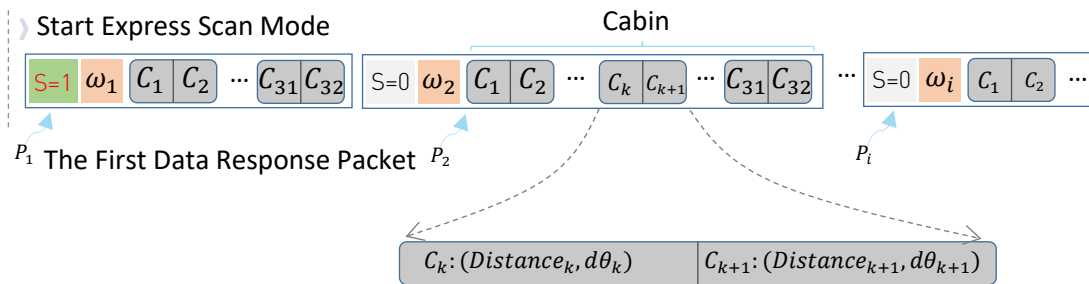 Start Express Scan Mode
Cabin
S=1 ω₁ C₁ C₂ ... C₃₁ C₃₂ S=0 ω₂ C₁ C₂ ... Cₖ Cₖ₊₁ ... C₃₁ C₃₂ ... S=0 ωᵢ C₁ C₂ ...
P₁ The First Data Response Packet P₂ Pᵢ
Cₖ: (Distanceₖ, dθₖ) Cₖ₊₁: (Distanceₖ₊₁, dθₖ₊₁)